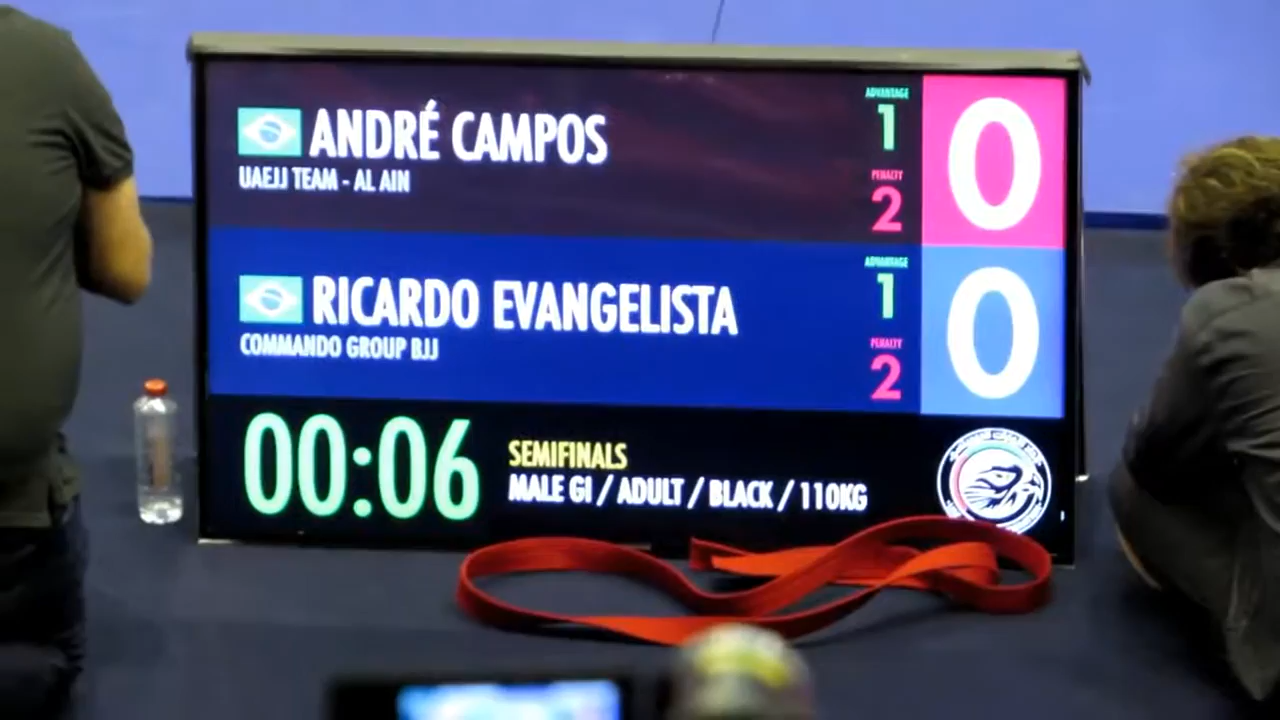 ANDRÉ CAMPOS
UAEJJ TEAM - AL AIN
ADVANTAGE
1
PENALTY
2
0
RICARDO EVANGELISTA
COMMANDO GROUP BJJ
ADVANTAGE
1
PENALTY
2
0
00:06
SEMIFINALS
MALE GI / ADULT / BLACK / 110KG